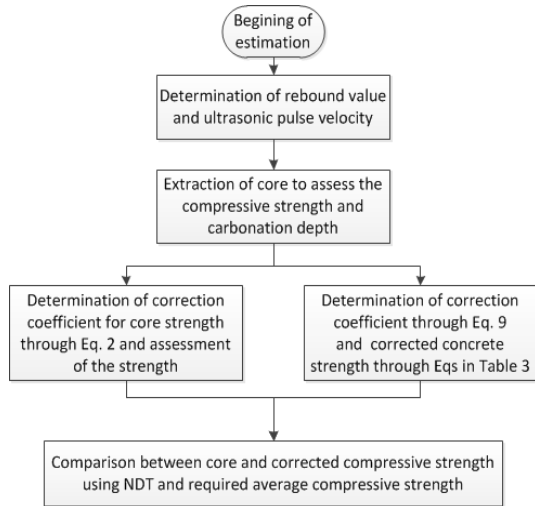 Begining of
estimation
Determination of rebound value
and ultrasonic pulse velocity
Extraction of core to assess the
compressive strength and
carbonation depth
Determination of correction
coefficient for core strength
through Eq. 2 and assessment
of the strength
Determination of correction
coefficient through Eq. 9
and corrected concrete
strength through Eqs in Table 3
Comparison between core and corrected compressive strength
using NDT and required average compressive strength